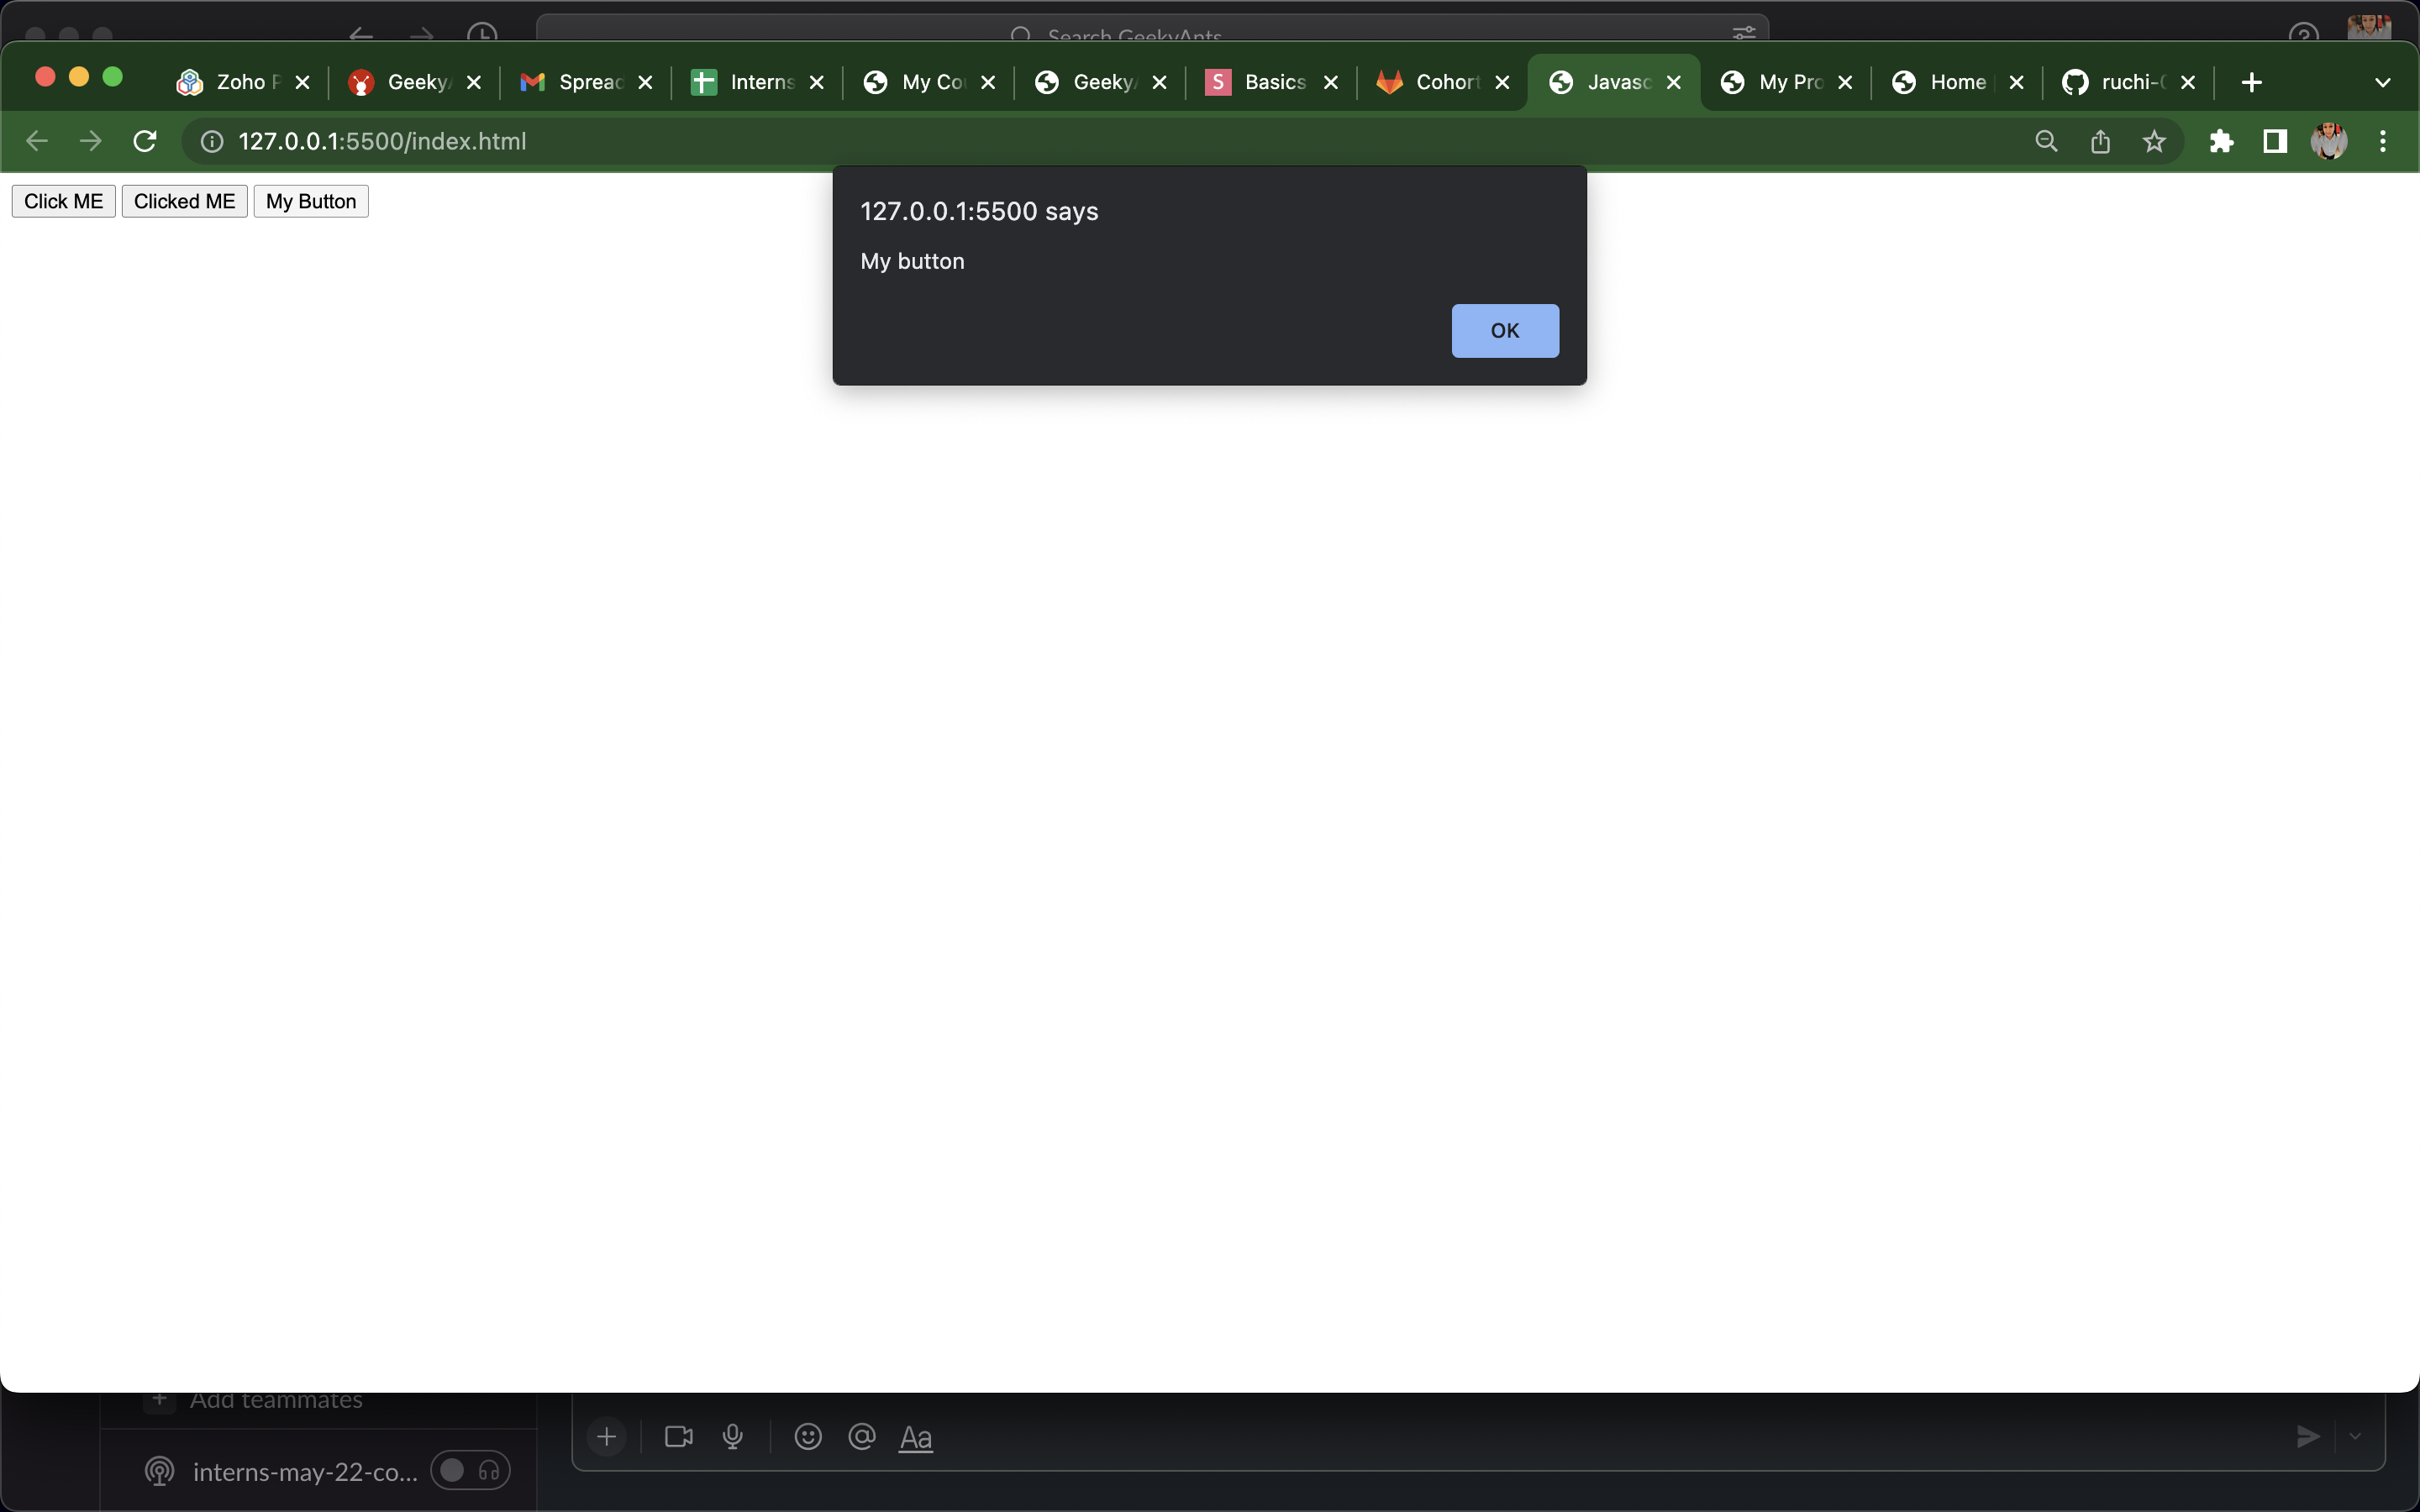 Search GeekyAnts
Zoho
Geeky
Spread
Interns
My Co
Geeky
S Basics
Cohort
Javasc
My Pro
Home
ruchi-
127.0.0.1:5500/index.html
Click ME Clicked ME My Button
127.0.0.1:5500 says
My button
OK
Add teammates
Aa
interns-may-22-co...